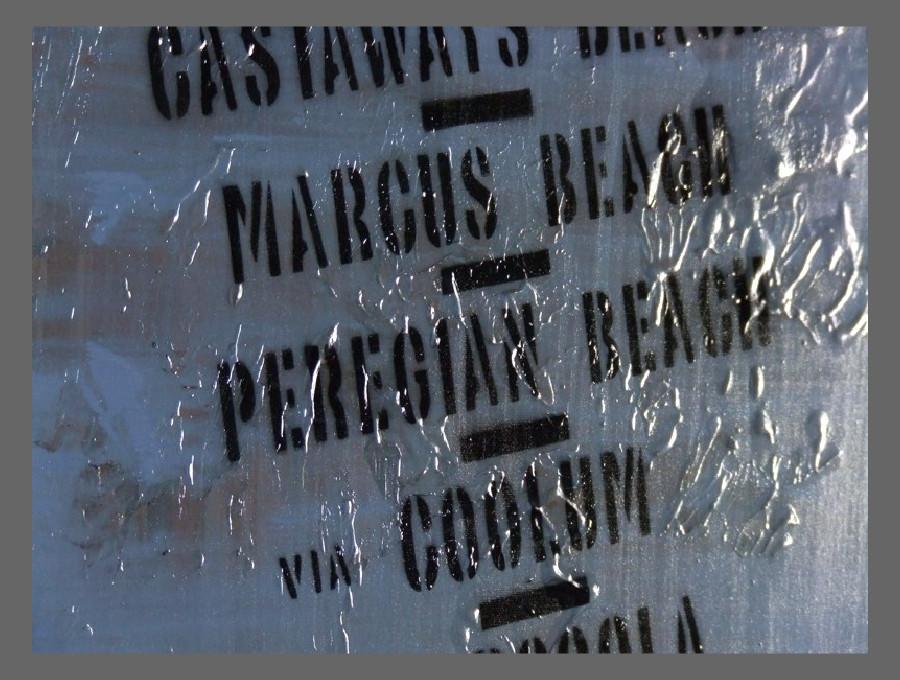 CASTAWAYS BEACH
MARCUS BEACH
PEREGIAN BEACH
VIA COOLUM